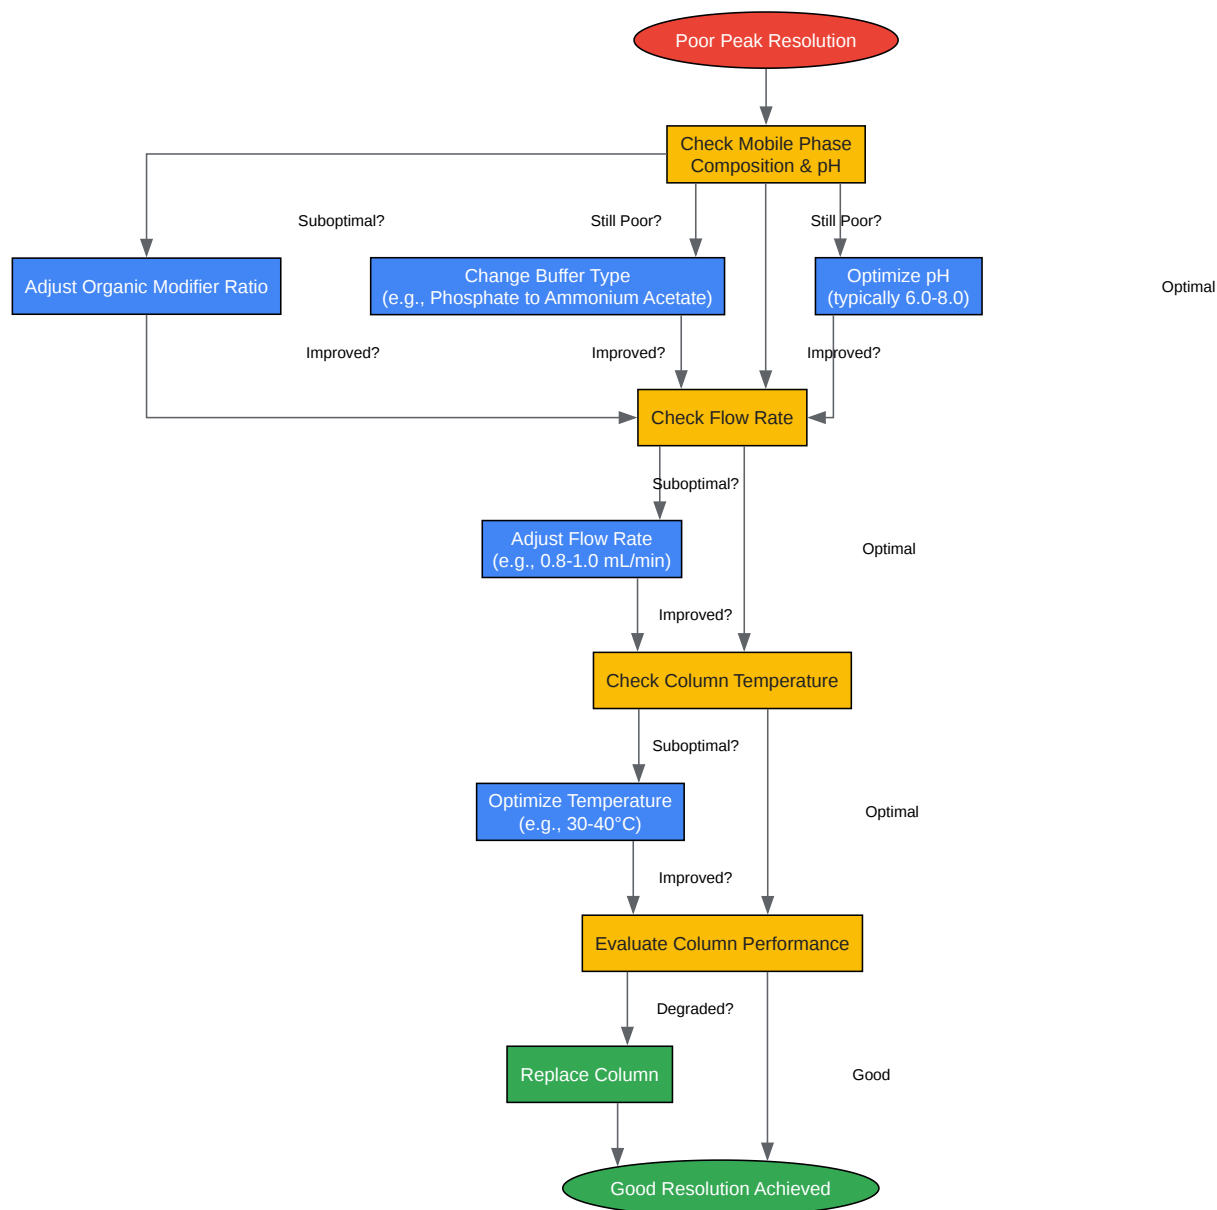 Poor Peak Resolution
Check Mobile Phase
Composition & pH
Suboptimal?
Still Poor?
Still Poor?
Adjust Organic Modifier Ratio
Change Buffer Type
(e.g., Phosphate to Ammonium Acetate)
Optimize pH
(typically 6.0-8.0)
Optimal
Improved?
Improved?
Improved?
Check Flow Rate
Suboptimal?
Adjust Flow Rate
(e.g., 0.8-1.0 mL/min)
Optimal
Improved?
Check Column Temperature
Suboptimal?
Optimize Temperature
(e.g., 30-40°C)
Optimal
Improved?
Evaluate Column Performance
Degraded?
Replace Column
Good
Good Resolution Achieved